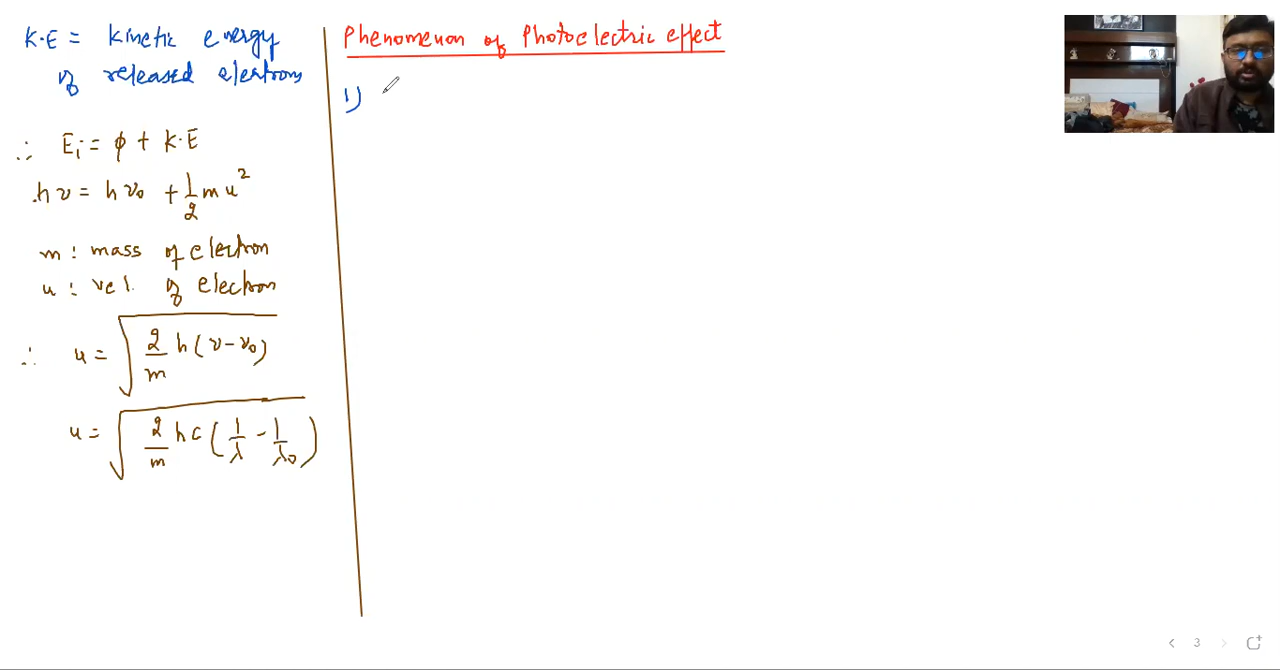 K.E = kinetic energy
of released electrons
∴ Ei = φ + K.E
hν = hν₀ + 1/2 mu²
m : mass of electron
u : vel. of electron
∴ u = √(2/m h(ν-ν₀))
u = √(2/m hc(1/λ - 1/λ₀))
Phenomenon of Photoelectric effect
1)
3